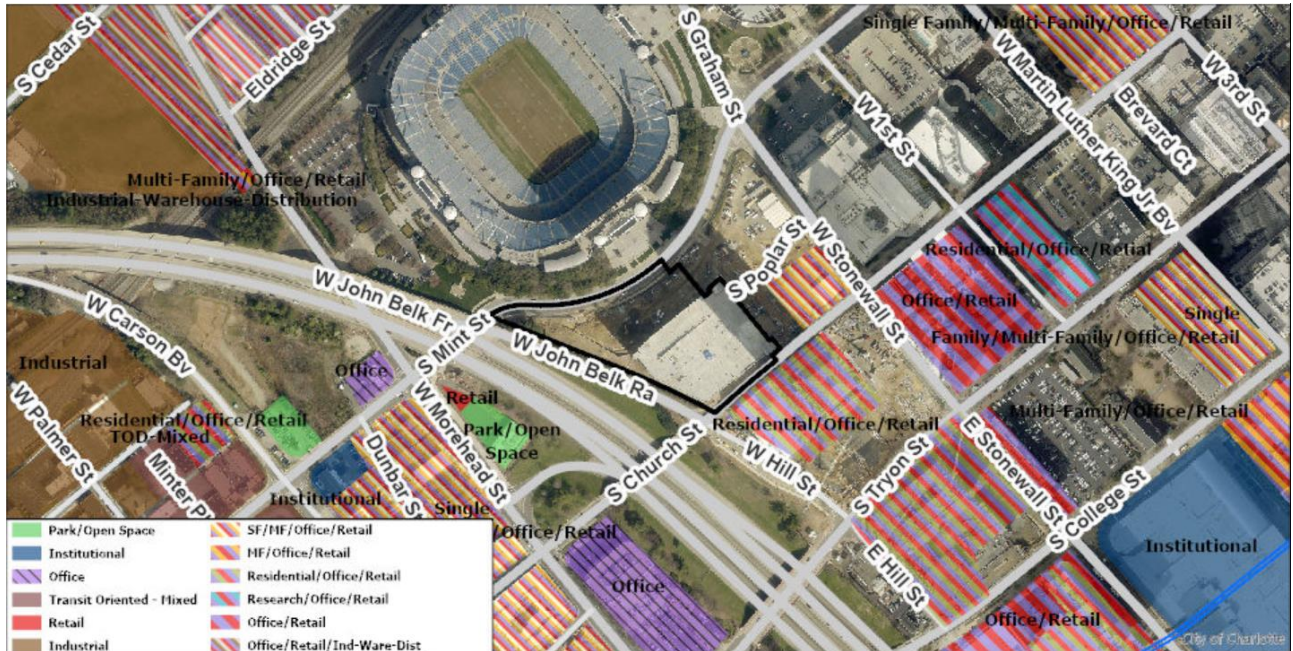 S Cedar St
Eldridge St
S Graham St
Single Family/Multi-Family/Office/Retail
W Martin Luther King Jr Bv
W 3rd St
Brevard Ct
W 1st St
Multi-Family/Office/Retail
Industrial-Warehouse-Distribution
S Poplar St
W Stonewall St
Residential/Office/Retial
Office/Retail
Single
Family/Multi-Family/Office/Retail
W John Belk Fr
W Carson Bv
S Mint St
W John Belk Ra
Industrial
Office
W Palmer St
Retail
Park/Open
Space
W Morehead St
Residential/Office/Retail
TOD-Mixed
Residential/Office/Retail
Multi-Family/Office/Retail
Minter Pl
Dunbar St
S Church St
W Hill St
S Tryon St
E Stonewall St
S College St
Institutional
Single
/Office/Retail
Office
E Hill St
Institutional
Office/Retail
Park/Open Space
Institutional
Office
Transit Oriented - Mixed
Retail
Industrial
SF/MF/Office/Retail
MF/Office/Retail
Residential/Office/Retail
Research/Office/Retail
Office/Retail
Office/Retail/Ind-Ware-Dist
City of Charlotte